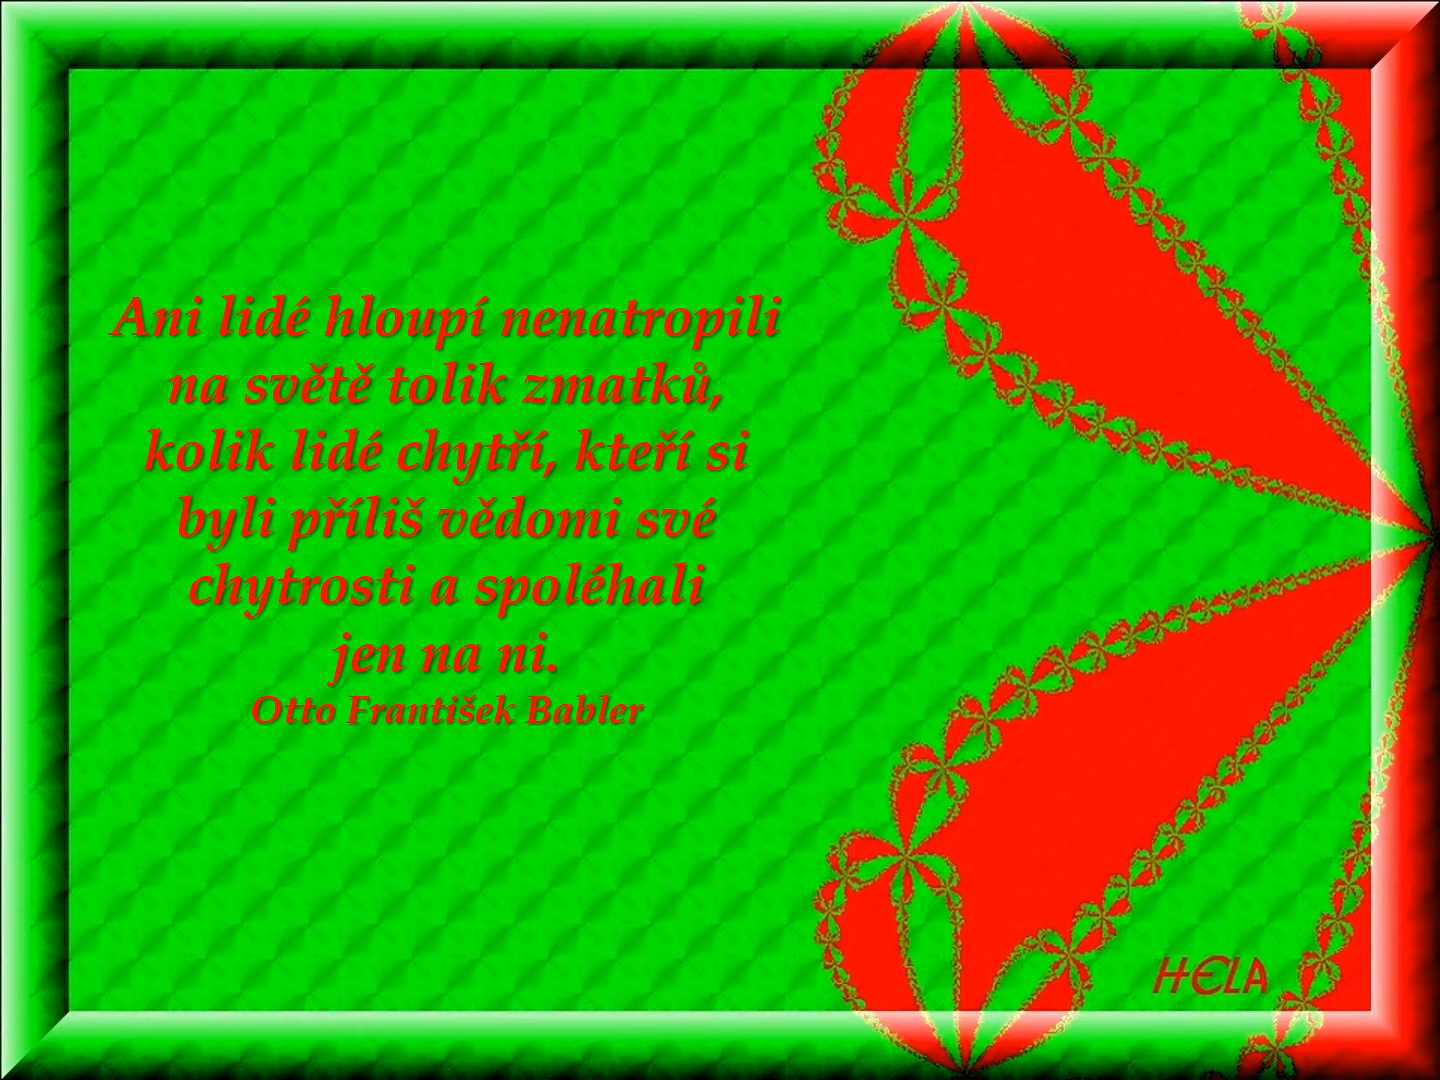 Ani lidé hloupí nenatropili
na světě tolik zmatků,
kolik lidé chytří, kteří si
byli příliš vědomi své
chytrosti a spoléhali
jen na ni.
Otto František Babler
HELA